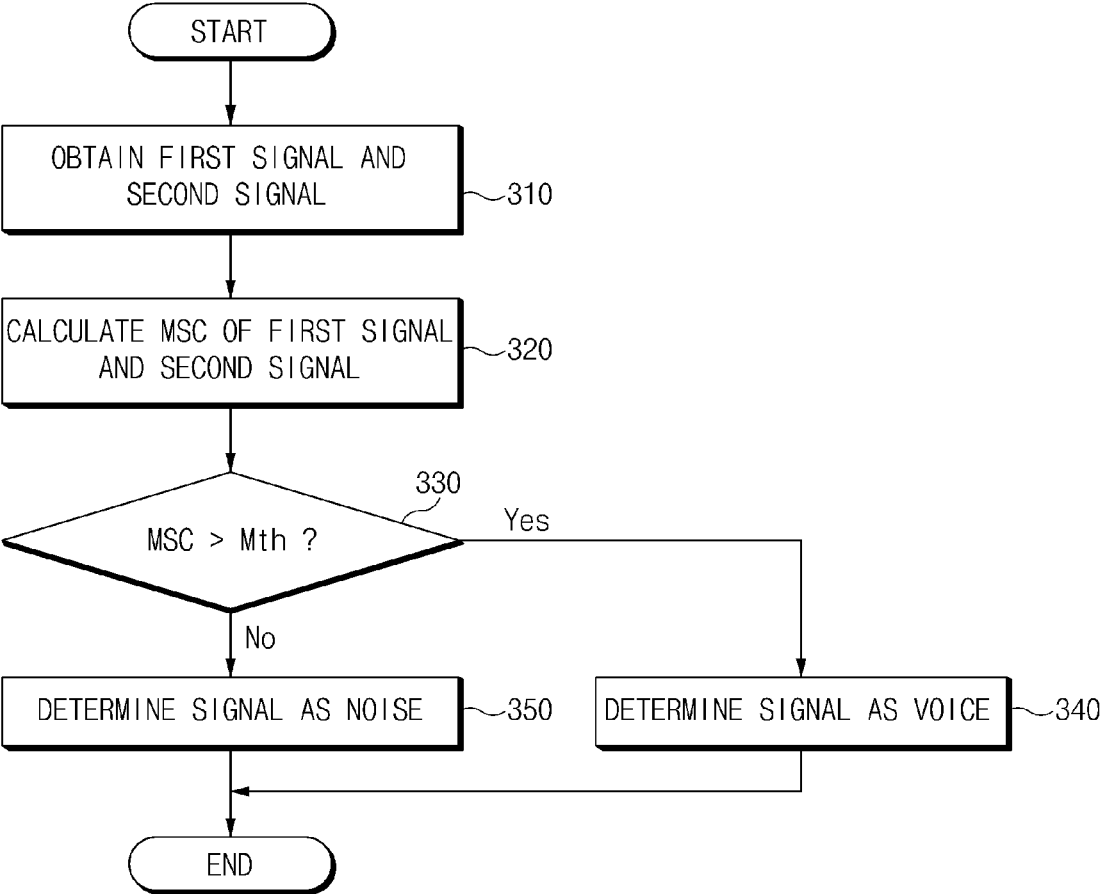 START
OBTAIN FIRST SIGNAL AND
SECOND SIGNAL
310
CALCULATE MSC OF FIRST SIGNAL
AND SECOND SIGNAL
320
330
MSC > Mth ?
Yes
No
DETERMINE SIGNAL AS NOISE
350
DETERMINE SIGNAL AS VOICE
340
END